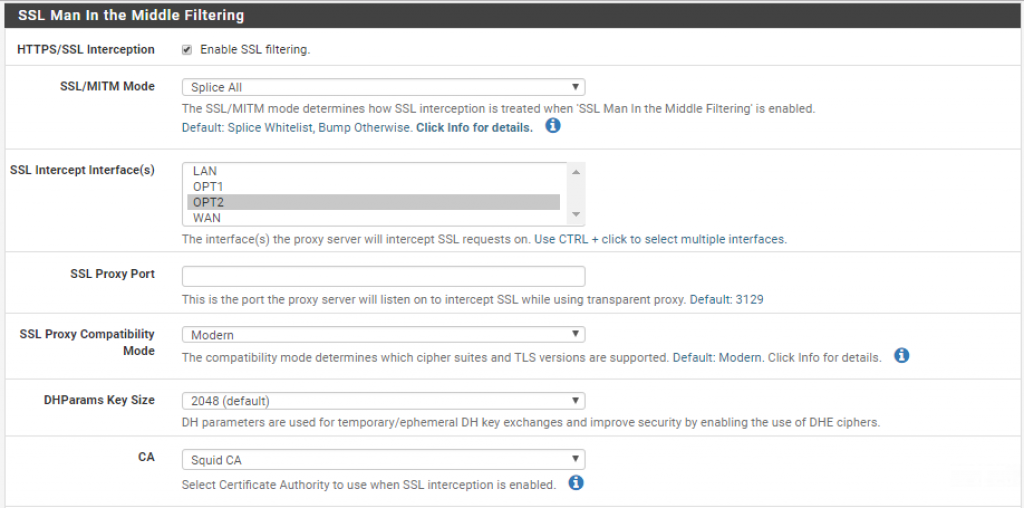 SSL Man In the Middle Filtering
HTTPS/SSL Interception
Enable SSL filtering.
SSL/MITM Mode
Splice All
The SSL/MITM mode determines how SSL interception is treated when 'SSL Man In the Middle Filtering' is enabled.
Default: Splice Whitelist, Bump Otherwise. Click Info for details.
SSL Intercept Interface(s)
LAN
OPT1
OPT2
WAN
The interface(s) the proxy server will intercept SSL requests on. Use CTRL + click to select multiple interfaces.
SSL Proxy Port
This is the port the proxy server will listen on to intercept SSL while using transparent proxy. Default: 3129
SSL Proxy Compatibility
Mode
Modern
The compatibility mode determines which cipher suites and TLS versions are supported. Default: Modern. Click Info for details.
DHParams Key Size
2048 (default)
DH parameters are used for temporary/ephemeral DH key exchanges and improve security by enabling the use of DHE ciphers.
CA
Squid CA
Select Certificate Authority to use when SSL interception is enabled.